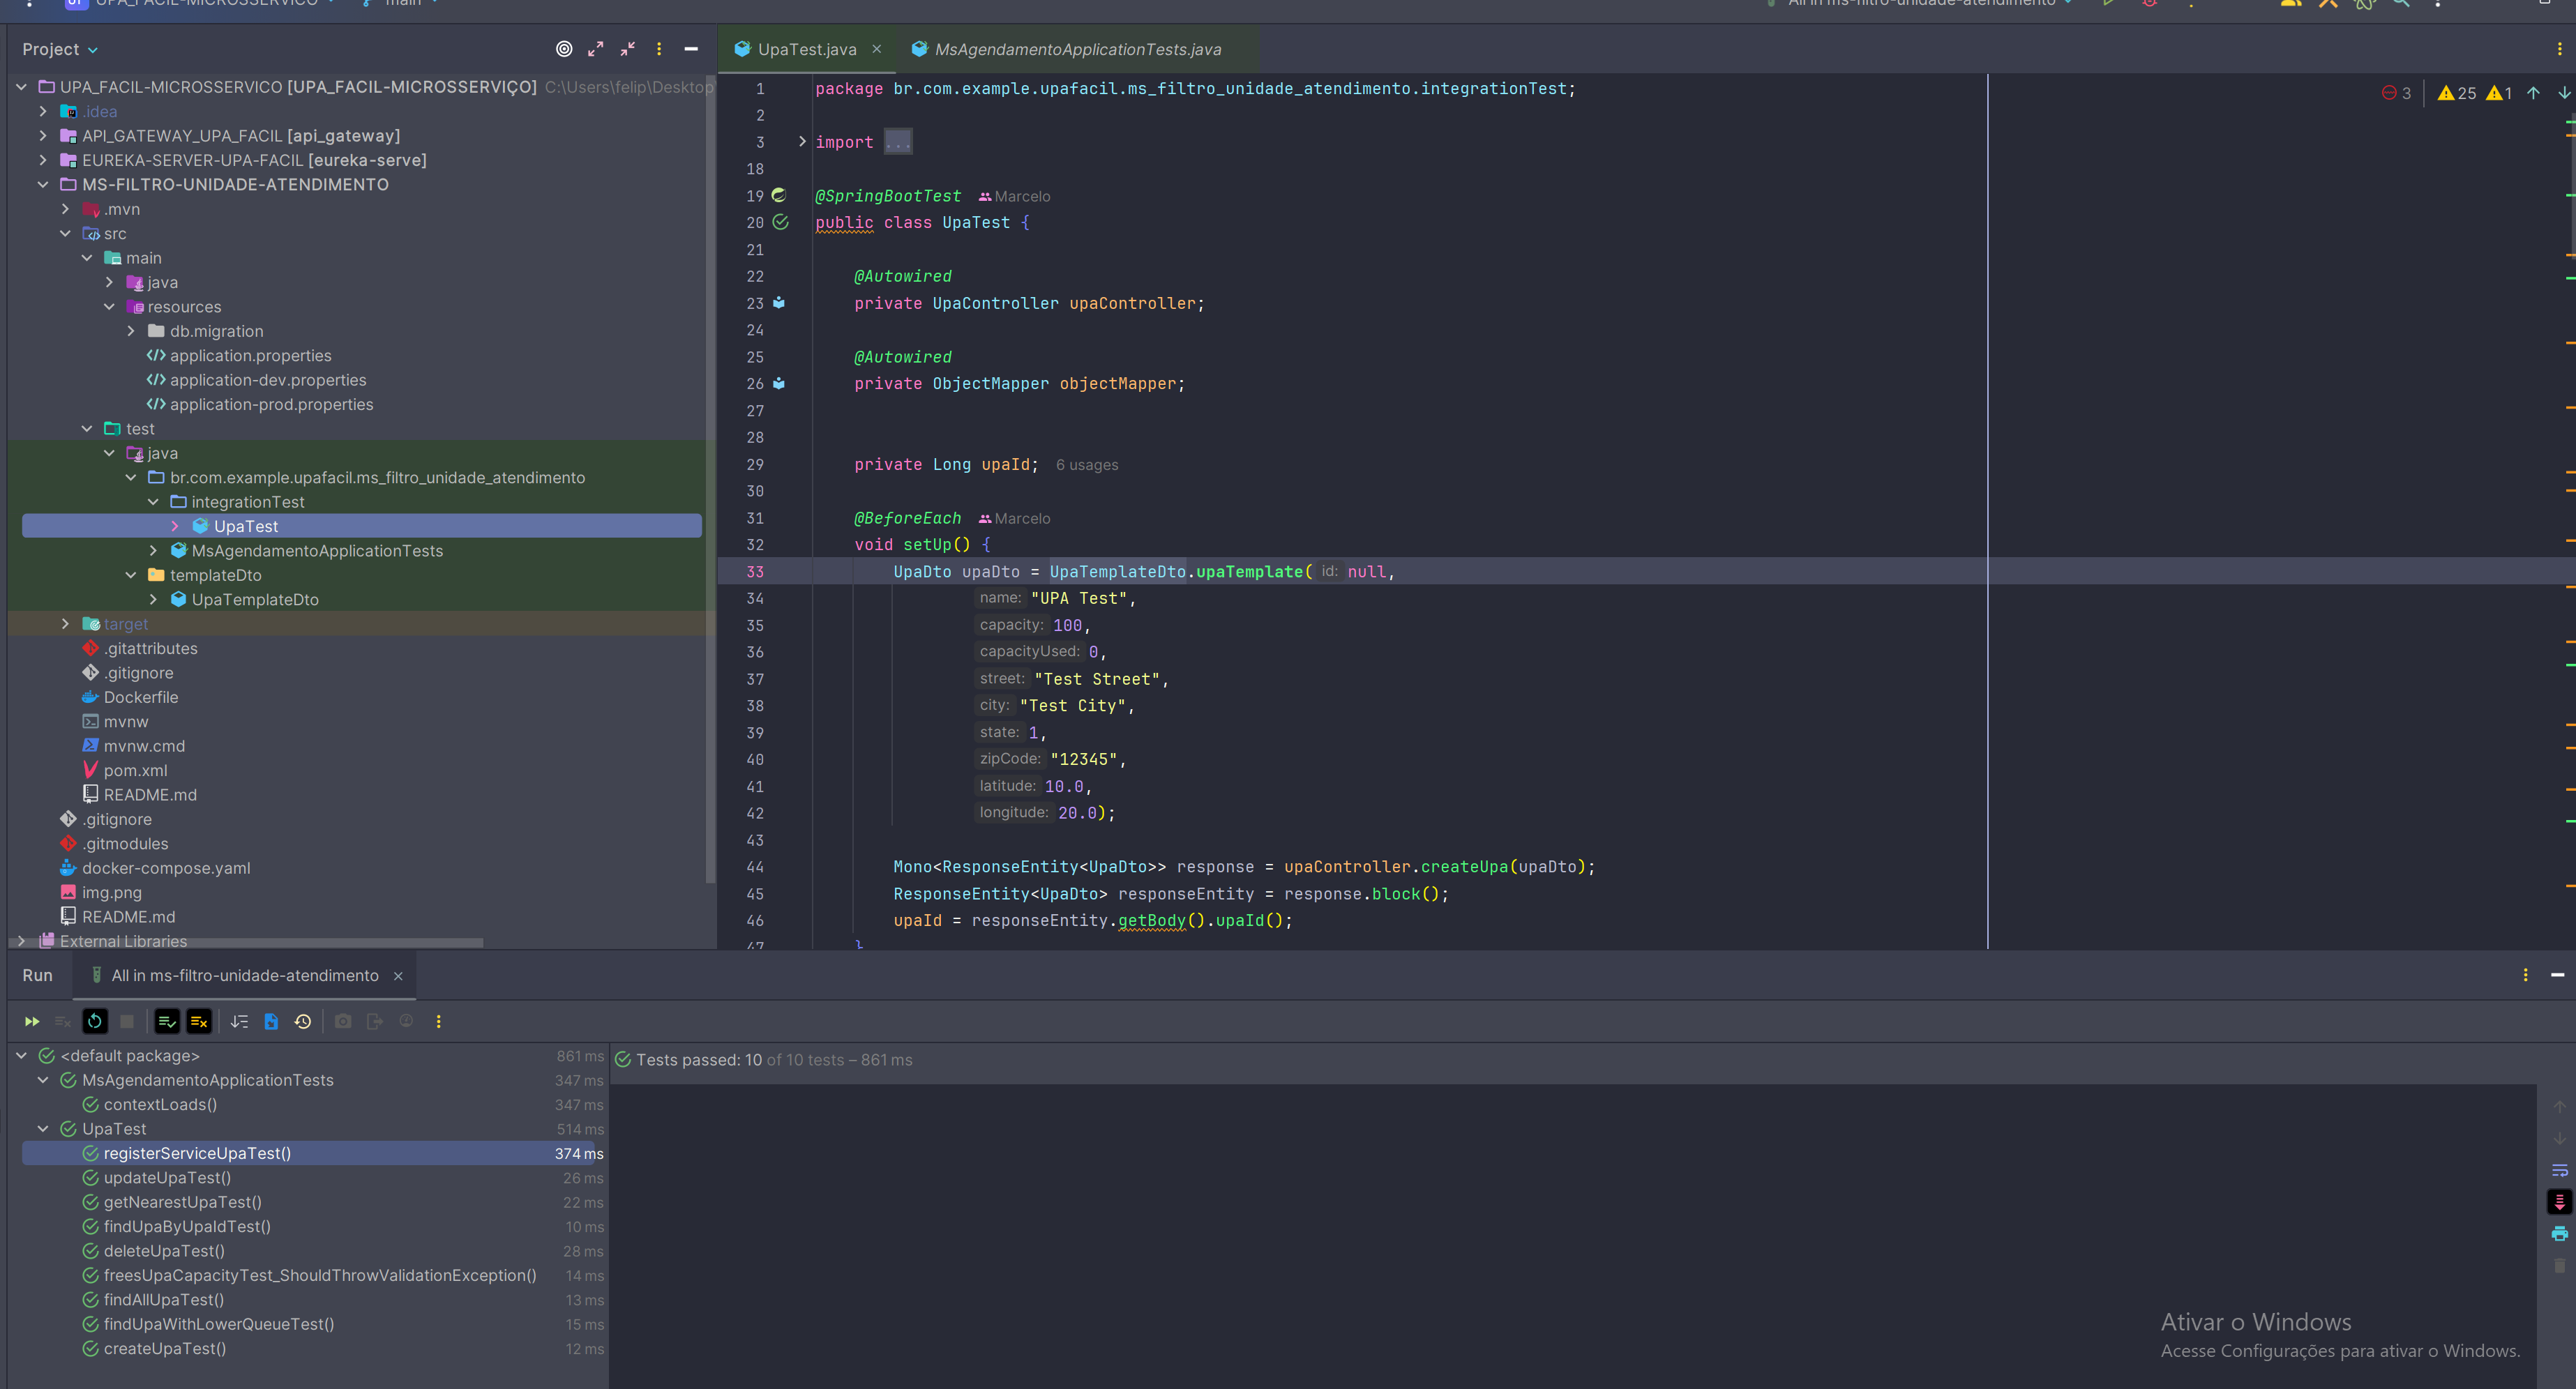 UPA_FACIL-MICROSSERVICO main All in ms-filtro-unidade-atendimento
Project
UPA_FACIL-MICROSSERVICO [UPA_FACIL-MICROSSERVIÇO] C:\Users\felip\Desktop
.idea
API_GATEWAY_UPA_FACIL [api_gateway]
EUREKA-SERVER-UPA-FACIL [eureka-serve]
MS-FILTRO-UNIDADE-ATENDIMENTO
.mvn
src
main
java
resources
db.migration
application.properties
application-dev.properties
application-prod.properties
test
java
br.com.example.upafacil.ms_filtro_unidade_atendimento
integrationTest
UpaTest
MsAgendamentoApplicationTests
templateDto
UpaTemplateDto
target
.gitattributes
.gitignore
Dockerfile
mvnw
mvnw.cmd
pom.xml
README.md
.gitignore
.gitmodules
docker-compose.yaml
img.png
README.md
External Libraries
UpaTest.java
MsAgendamentoApplicationTests.java
3 25 1
1 package br.com.example.upafacil.ms_filtro_unidade_atendimento.integrationTest;
2
3 import ...
18
19 @SpringBootTest Marcelo
20 public class UpaTest {
21
22 @Autowired
23 private UpaController upaController;
24
25 @Autowired
26 private ObjectMapper objectMapper;
27
28
29 private Long upaId; 6 usages
30
31 @BeforeEach Marcelo
32 void setUp() {
33 UpaDto upaDto = UpaTemplateDto.upaTemplate( id: null,
34 name: "UPA Test",
35 capacity: 100,
36 capacityUsed: 0,
37 street: "Test Street",
38 city: "Test City",
39 state: 1,
40 zipCode: "12345",
41 latitude: 10.0,
42 longitude: 20.0);
43
44 Mono<ResponseEntity<UpaDto>> response = upaController.createUpa(upaDto);
45 ResponseEntity<UpaDto> responseEntity = response.block();
46 upaId = responseEntity.getBody().upaId();
47 }
Run All in ms-filtro-unidade-atendimento
<default package> 861 ms
MsAgendamentoApplicationTests 347 ms
contextLoads() 347 ms
UpaTest 514 ms
registerServiceUpaTest() 374 ms
updateUpaTest() 26 ms
getNearestUpaTest() 22 ms
findUpaByUpaIdTest() 10 ms
deleteUpaTest() 28 ms
freesUpaCapacityTest_ShouldThrowValidationException() 14 ms
findAllUpaTest() 13 ms
findUpaWithLowerQueueTest() 15 ms
createUpaTest() 12 ms
Tests passed: 10 of 10 tests – 861 ms
Ativar o Windows
Acesse Configurações para ativar o Windows.